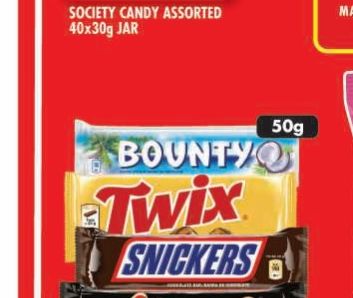 SOCIETY CANDY ASSORTED
40x30g JAR
MA
50g
BOUNTY
Twix
SNICKERS